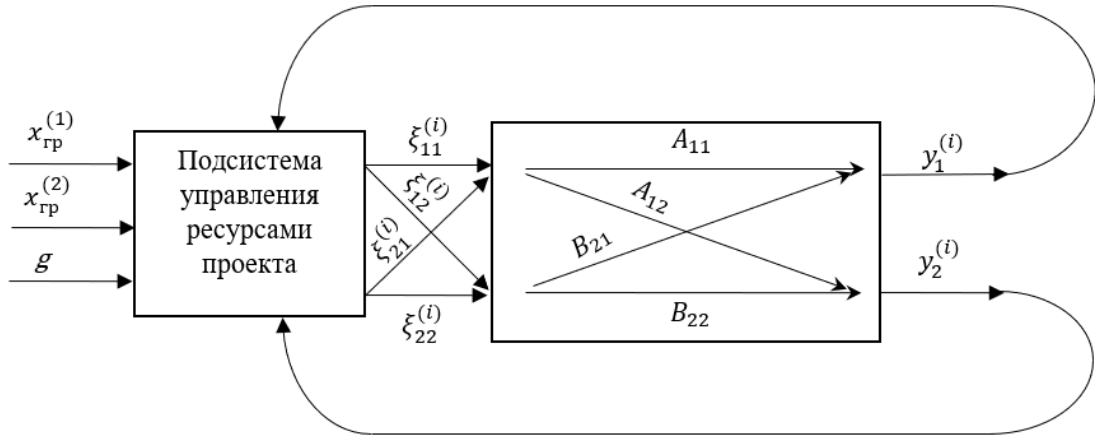 x_гр^(1)
x_гр^(2)
g
Подсистема
управления
ресурсами
проекта
ξ_11^(i)
ξ_12^(i)
ξ_21^(i)
ξ_22^(i)
A_11
A_12
B_21
B_22
y_1^(i)
y_2^(i)